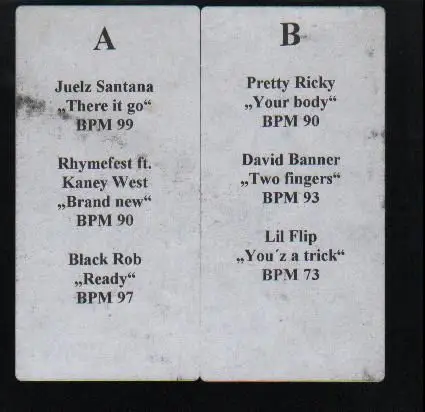 A
Juelz Santana
„There it go“
BPM 99
Rhymefest ft.
Kaney West
„Brand new“
BPM 90
Black Rob
„Ready“
BPM 97
B
Pretty Ricky
„Your body“
BPM 90
David Banner
„Two fingers“
BPM 93
Lil Flip
„You´z a trick“
BPM 73